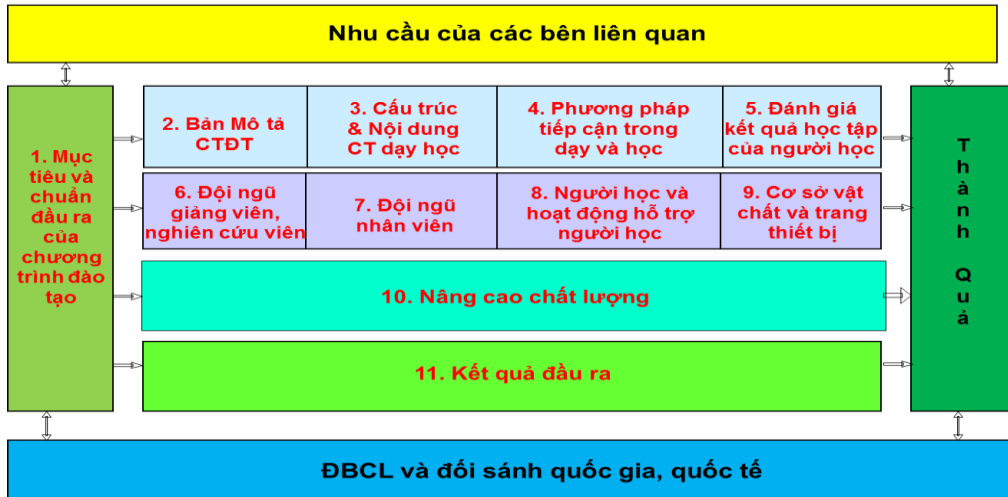 Nhu cầu của các bên liên quan
1. Mục
tiêu và
chuẩn
đầu ra
của
chương
trình đào
tạo
2. Bản Mô tả
CTĐT
3. Cấu trúc
& Nội dung
CT dạy học
4. Phương pháp
tiếp cận trong
dạy và học
5. Đánh giá
kết quả học tập
của người học
6. Đội ngũ
giảng viên,
nghiên cứu viên
7. Đội ngũ
nhân viên
8. Người học và
hoạt động hỗ trợ
người học
9. Cơ sở vật
chất và trang
thiết bị
10. Nâng cao chất lượng
11. Kết quả đầu ra
T
h
à
n
h
Q
u
ả
ĐBCL và đối sánh quốc gia, quốc tế